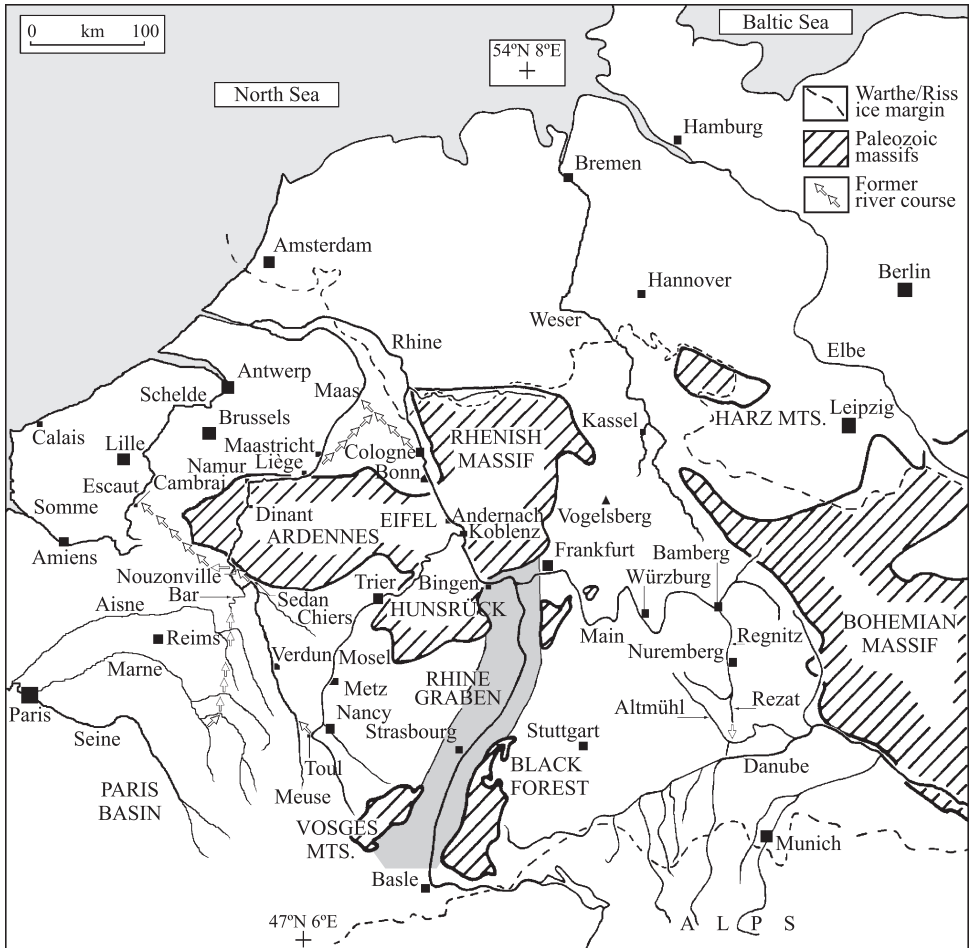 0 km 100
Baltic Sea
54ºN 8ºE
North Sea
Warthe/Riss
ice margin
Paleozoic
massifs
Former
river course
Hamburg
Bremen
Amsterdam
Hannover
Berlin
Weser
Rhine
Elbe
Antwerp
Schelde
Maas
Brussels
Calais
Lille
Maastricht
Cologne
RHENISH
MASSIF
Kassel
HARZ MTS.
Leipzig
Namur
Liège
Bonn
Escaut
Cambrai
Somme
Dinant
EIFEL
Andernach
Vogelsberg
ARDENNES
Koblenz
Amiens
Frankfurt
Bamberg
Nouzonville
Trier
Bingen
Würzburg
Bar
Sedan
Aisne
Chiers
HUNSRÜCK
Reims
Main
Regnitz
BOHEMIAN
MASSIF
Marne
Verdun
Mosel
Nuremberg
RHINE
GRABEN
Metz
Paris
Nancy
Altmühl
Rezat
Seine
Strasbourg
Stuttgart
Toul
BLACK
FOREST
Danube
PARIS
BASIN
Meuse
VOSGES
MTS.
Munich
Basle
47ºN 6ºE
A L P S